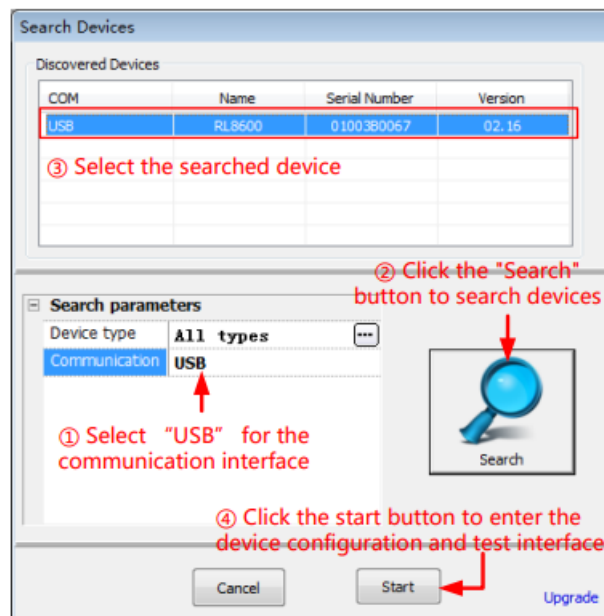 Search Devices
Discovered Devices
COM Name Serial Number Version
USB RL8600 01003B0067 02.16
③ Select the searched device
② Click the "Search"
button to search devices
Search parameters
Device type All types
Communication USB
① Select “USB” for the
communication interface
Search
④ Click the start button to enter the
device configuration and test interface
Cancel Start Upgrade